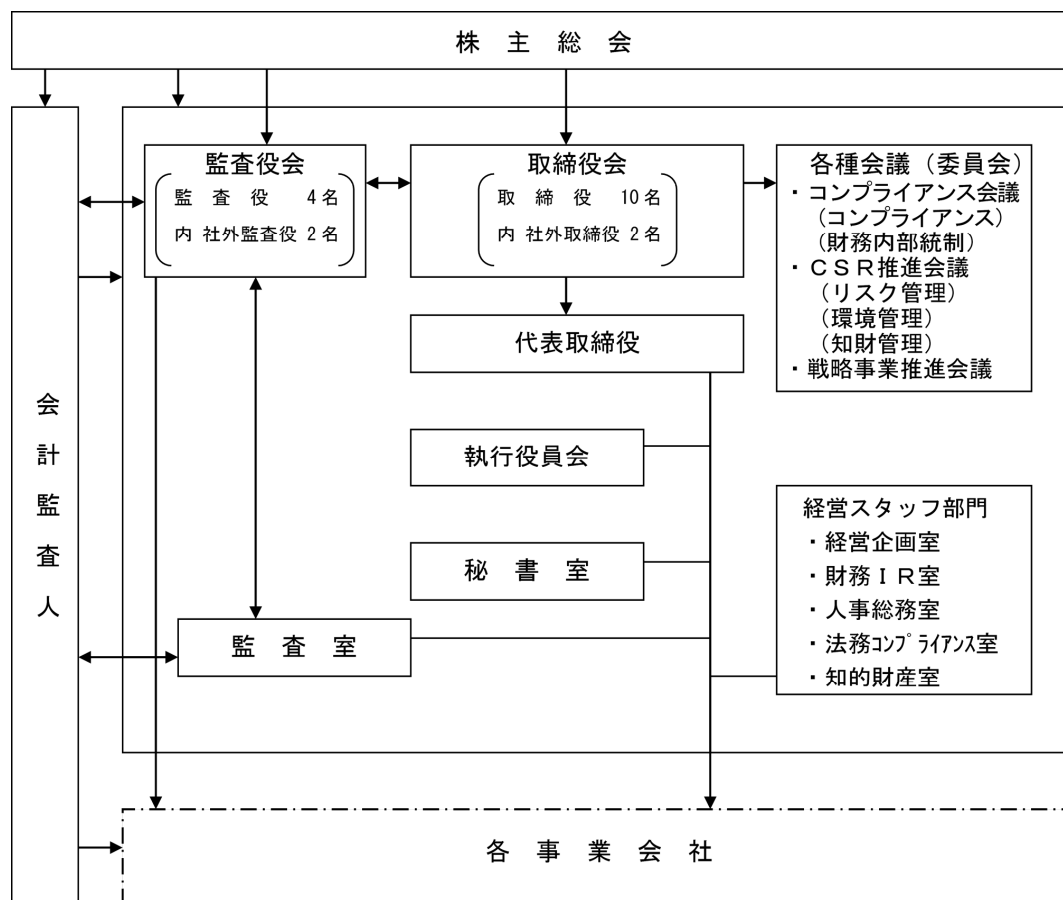 株 主 総 会
監査役会
監 査 役 4名
内 社外監査役 2名
取締役会
取 締 役 10名
内 社外取締役 2名
各種会議（委員会）
・コンプライアンス会議
（コンプライアンス）
（財務内部統制）
・ＣＳＲ推進会議
（リスク管理）
（環境管理）
（知財管理）
・戦略事業推進会議
代表取締役
会計監査人
執行役員会
秘 書 室
監 査 室
経営スタッフ部門
・経営企画室
・財務ＩＲ室
・人事総務室
・法務ｺﾝﾌﾟﾗｲｱﾝｽ室
・知的財産室
各 事 業 会 社